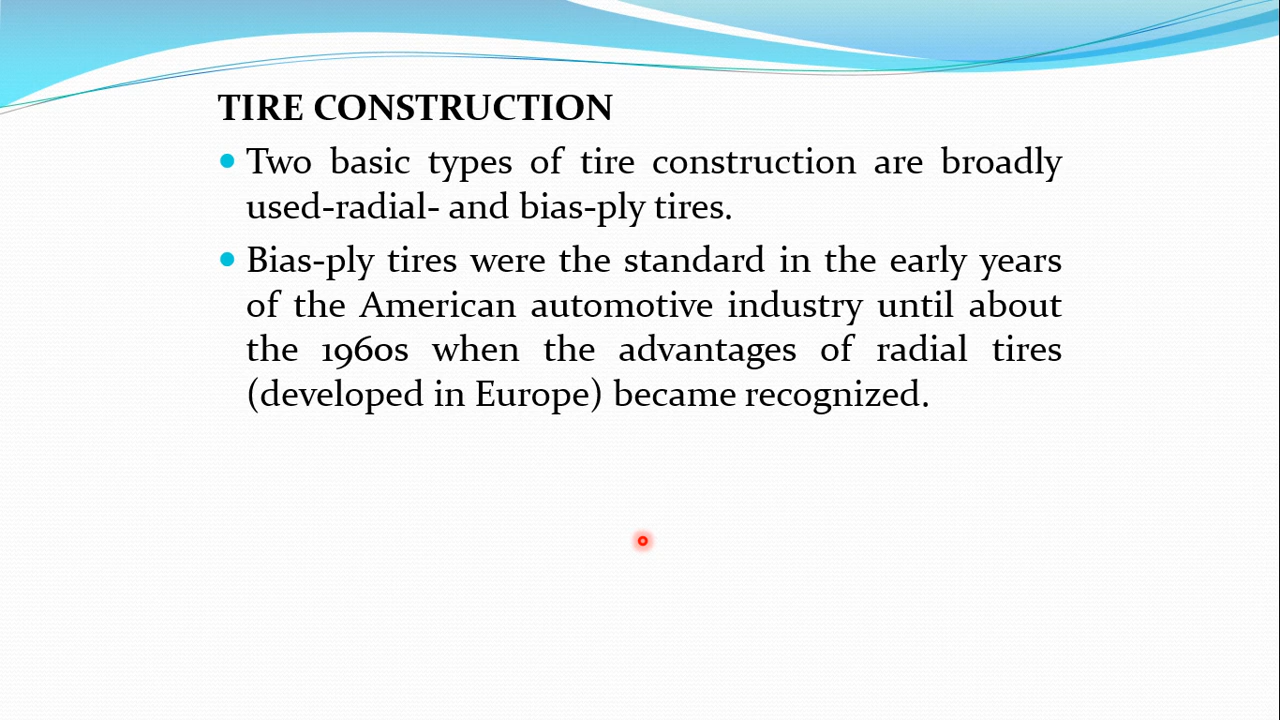 TIRE CONSTRUCTION
Two basic types of tire construction are broadly
used-radial- and bias-ply tires.
Bias-ply tires were the standard in the early years
of the American automotive industry until about
the 1960s when the advantages of radial tires
(developed in Europe) became recognized.